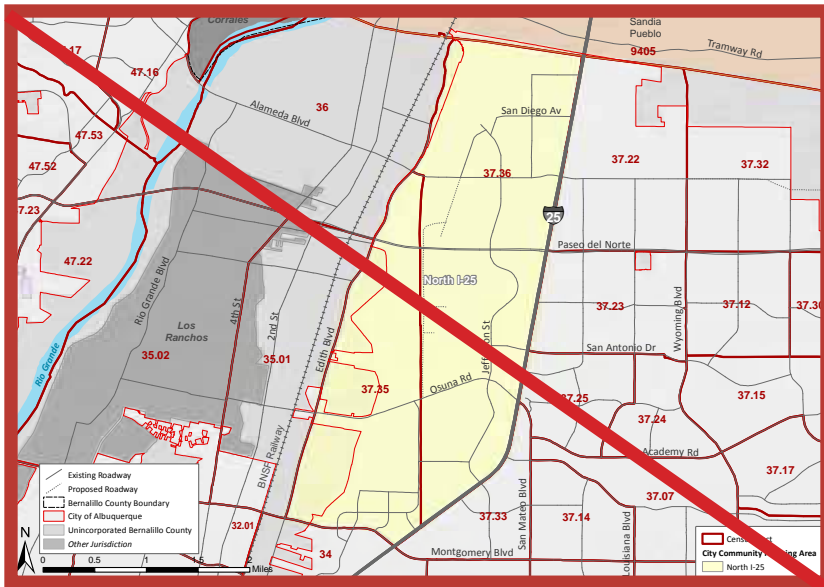 Corrales
Sandia
Pueblo
Tramway Rd
9405
47.16
36
Alameda Blvd
San Diego Av
47.53
37.22
37.32
47.52
37.36
25
Paseo del Norte
47.22
North I-25
Rio Grande Blvd
4th St
2nd St
Edith Blvd
Jefferson St
Wyoming Blvd
37.23
37.12
Los
Ranchos
35.02
35.01
San Antonio Dr
Rio Grande
37.35
Osuna Rd
37.25
37.15
37.24
Academy Rd
BNSF Railway
37.17
San Mateo Blvd
37.07
Louisiana Blvd
37.33
37.14
32.01
34
Montgomery Blvd
Existing Roadway
Proposed Roadway
Bernalillo County Boundary
City of Albuquerque
Unincorporated Bernalillo County
Other Jurisdiction
N
0 0.5 1 1.5 2
Miles
City Community
Area
North I-25